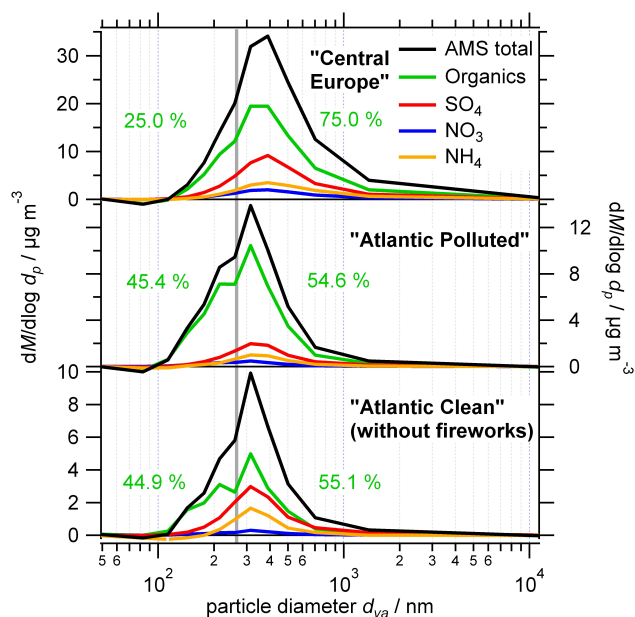 "Central
Europe"
AMS total
Organics
SO4
NO3
NH4
25.0 %
75.0 %
30
20
10
0
"Atlantic Polluted"
45.4 %
54.6 %
12
8
4
0
"Atlantic Clean"
(without fireworks)
44.9 %
55.1 %
10
8
6
4
2
0
dM/dlog dp / µg m-3
dM/dlog dp / µg m-3
5 6 2 3 4 5 6 2 3 4 5 6
10^2 10^3 10^4
particle diameter dva / nm